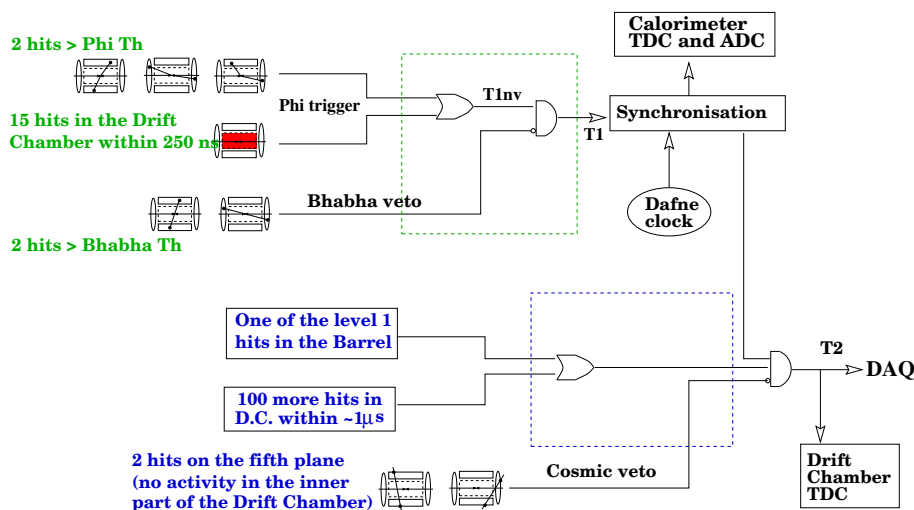 2 hits > Phi Th
15 hits in the Drift
Chamber within 250 ns
Phi trigger
T1nv
Bhabha veto
2 hits > Bhabha Th
T1
Calorimeter
TDC and ADC
Synchronisation
Dafne
clock
One of the level 1
hits in the Barrel
100 more hits in
D.C. within ~1μs
2 hits on the fifth plane
(no activity in the inner
part of the Drift Chamber)
Cosmic veto
T2
DAQ
Drift
Chamber
TDC